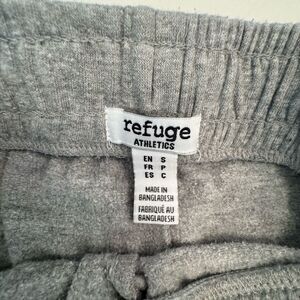 refuge
ATHLETICS
EN S
FR P
ES C
MADE IN
BANGLADESH
FABRIQUÉ AU
BANGLADESH